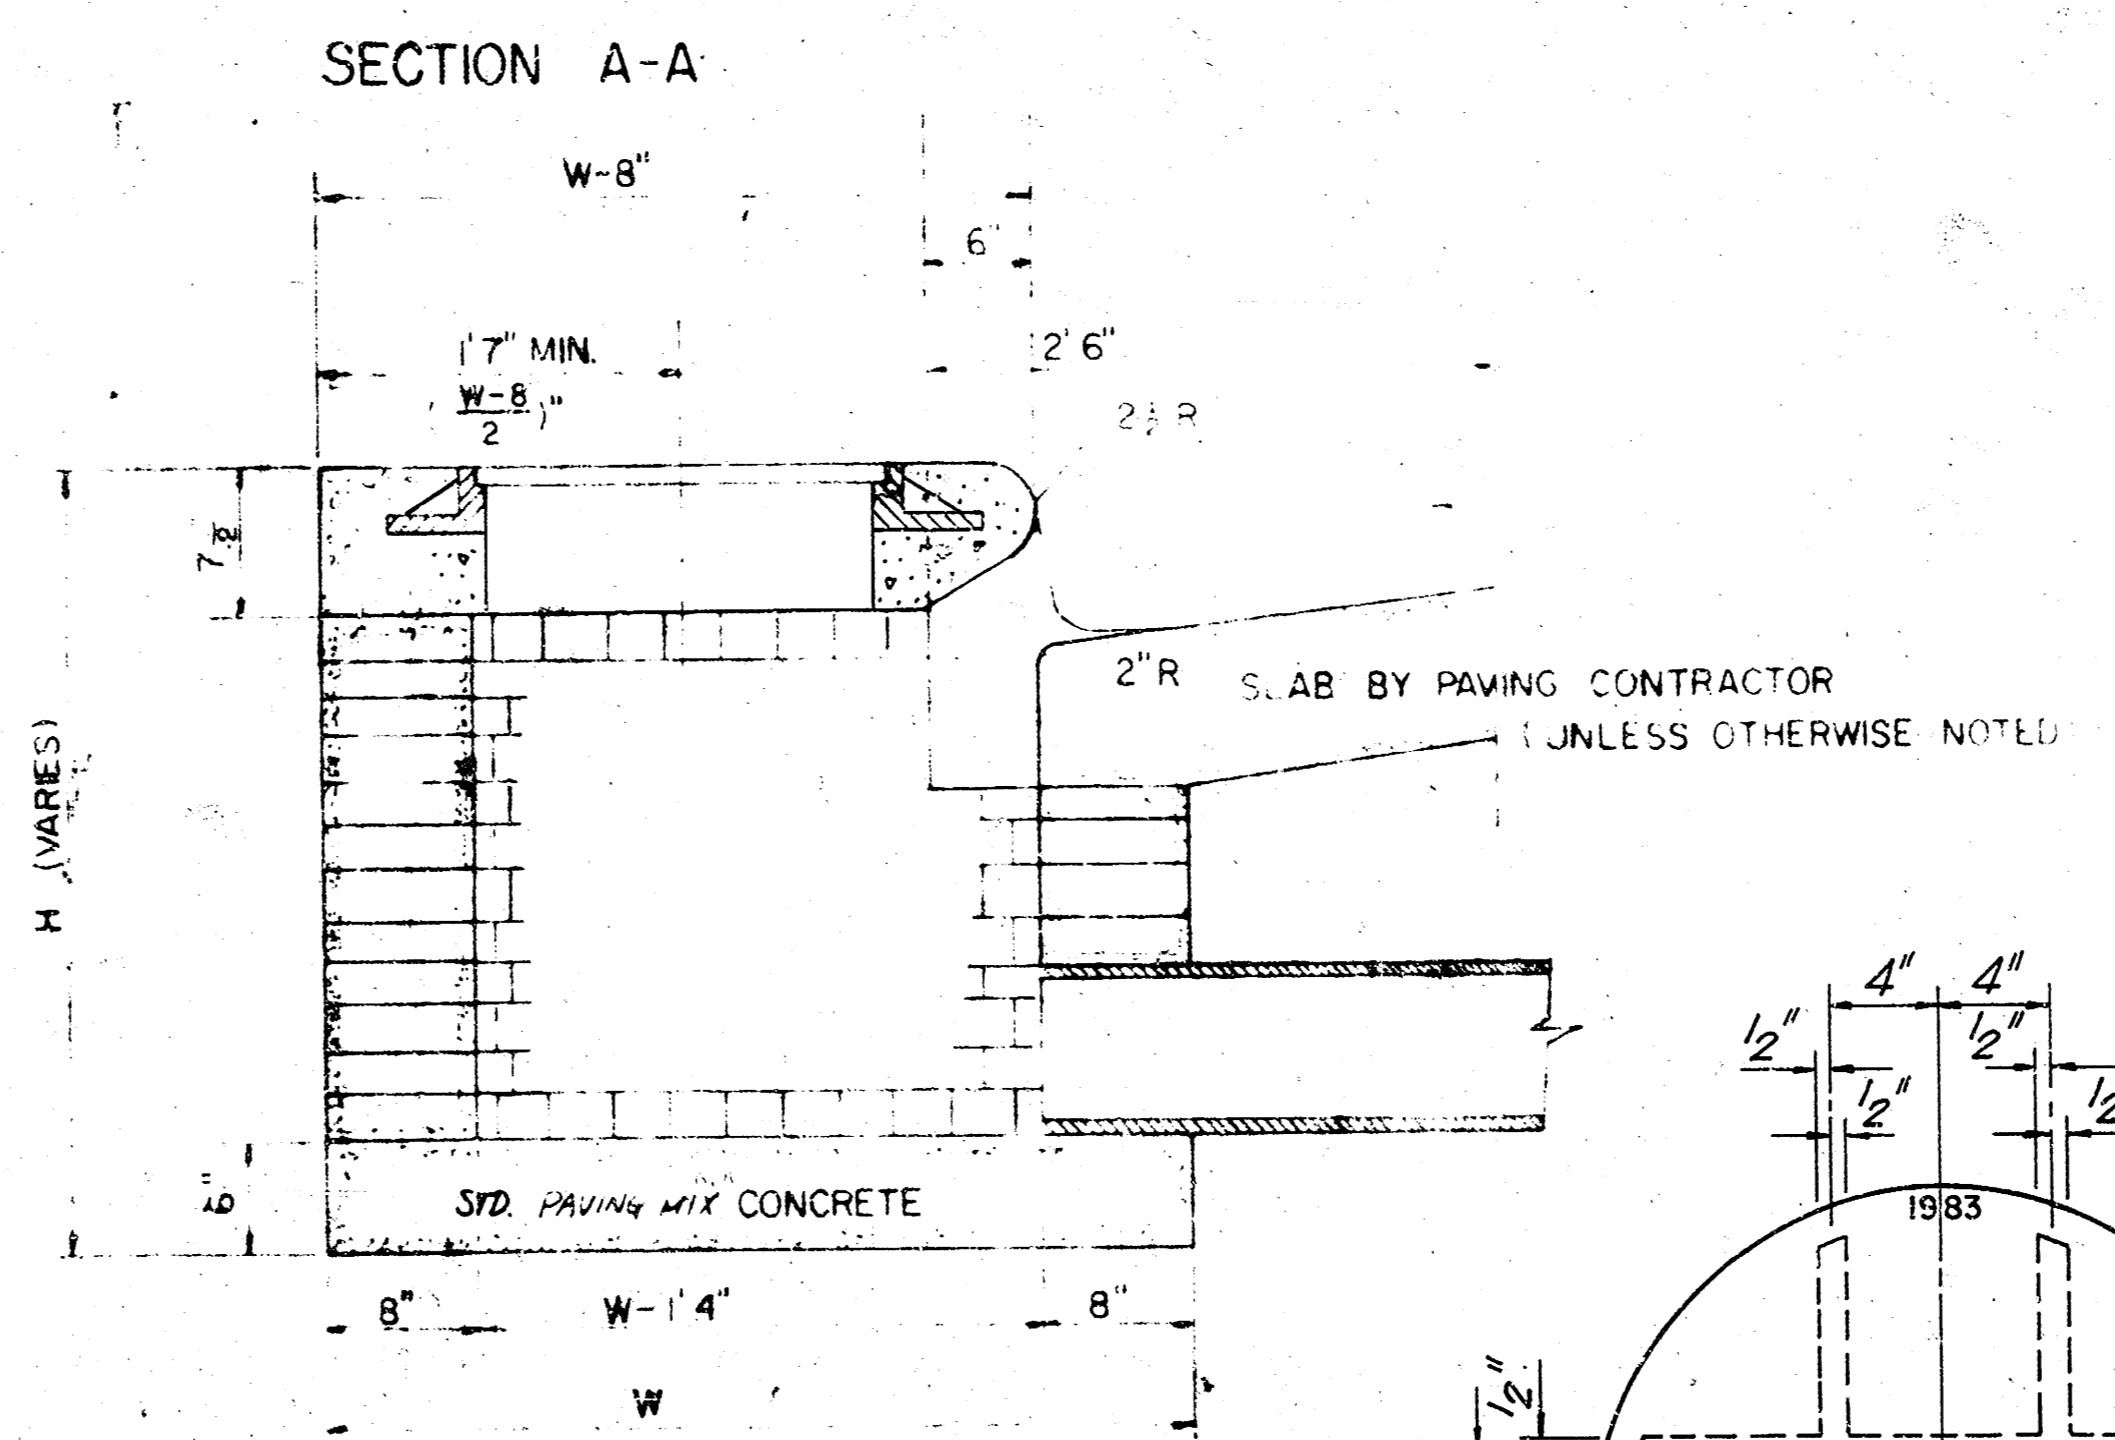 SECTION A-A
W-8"
6"
1'7" MIN.
2'6"
(W-8/2)"
2½ R
7
H (VARIES)
2"R
SLAB BY PAVING CONTRACTOR
(UNLESS OTHERWISE NOTED
4" 4"
1/2" 1/2"
1/2" 1/2
1983
STD. PAVING MIX CONCRETE
8" W-1'4" 8"
W
1/2"